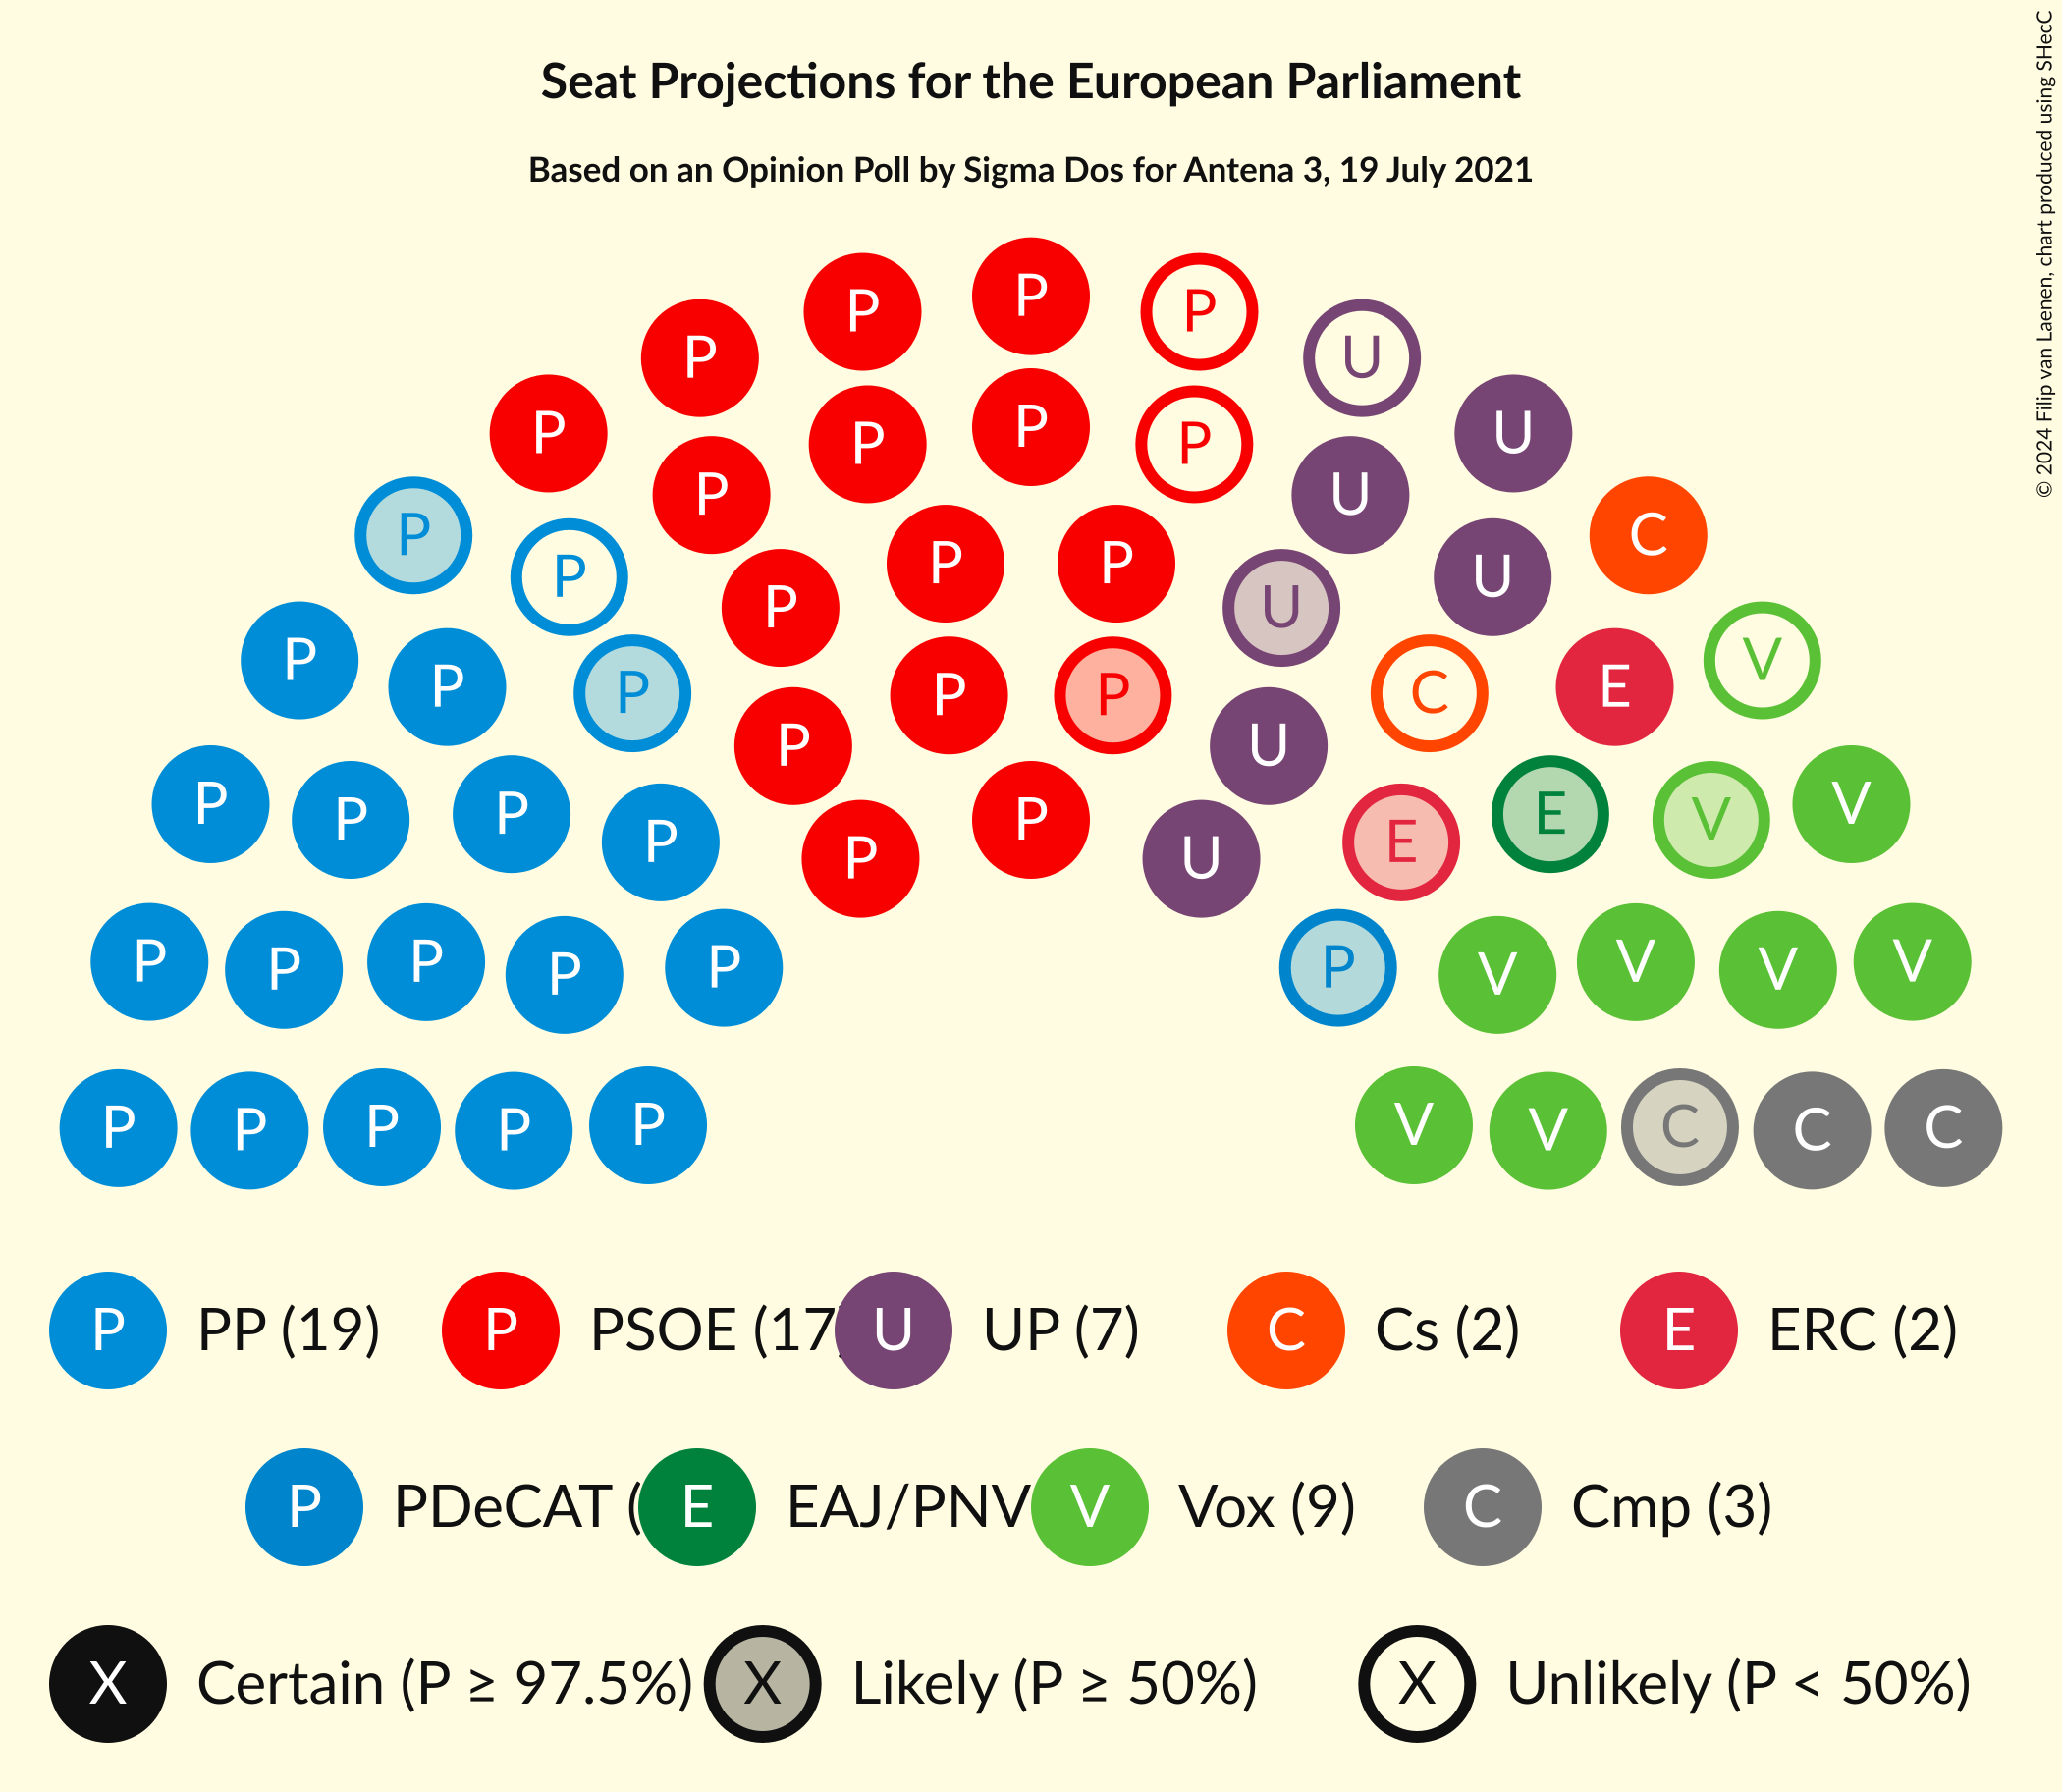 Seat Projections for the European Parliament
Based on an Opinion Poll by Sigma Dos for Antena 3, 19 July 2021
© 2024 Filip van Laenen, chart produced using SHecC
P P P
P U
P P U
P P
P U
P C
P P
P U
P U
P V
P P P P C E
P U
P V
P P P E V
P E
P U
P P P P P P V V V V
P P P P P V V C C C
P PP (19) P PSOE (17 U UP (7) C Cs (2) E ERC (2)
P PDeCAT ( E EAJ/PNV V Vox (9) C Cmp (3)
X Certain (P ≥ 97.5%) X Likely (P ≥ 50%) X Unlikely (P < 50%)